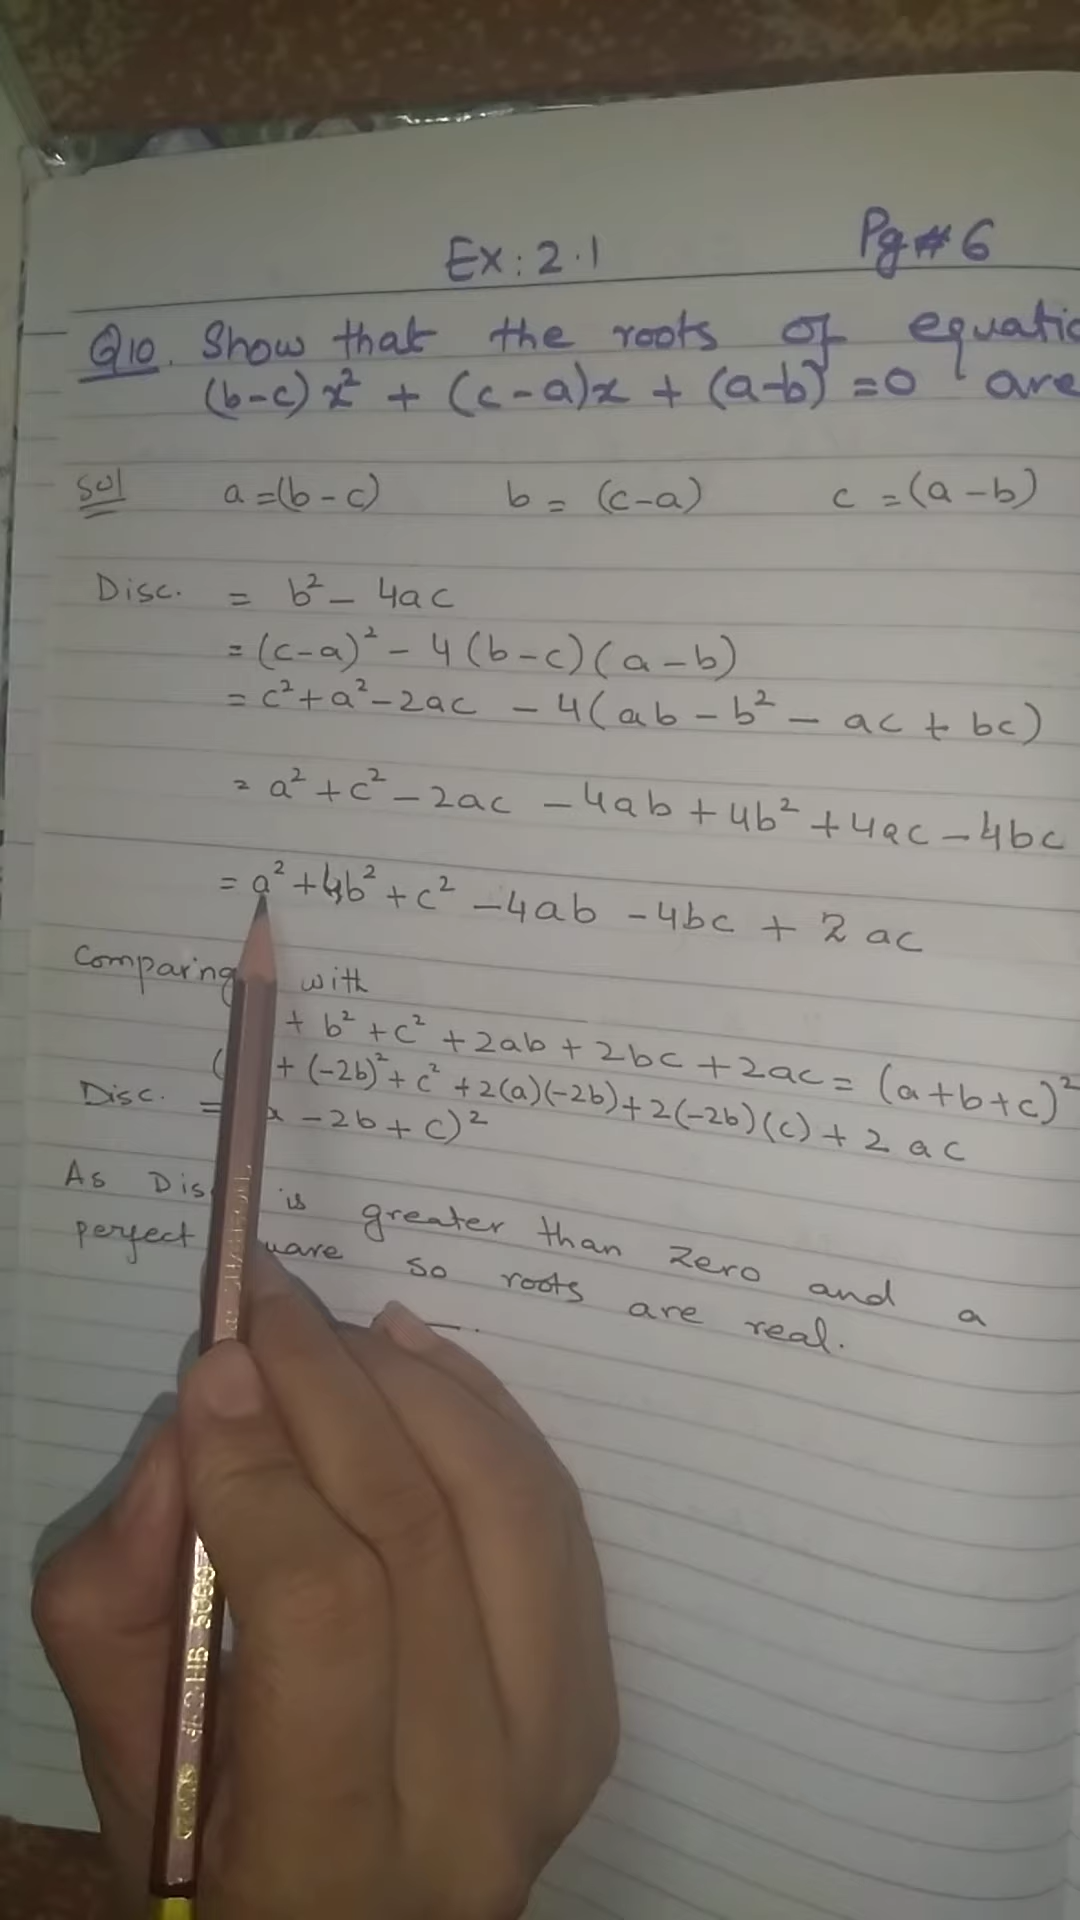 Ex: 2.1 Pg # 6
Q10. Show that the roots of equatio
(b-c)x² + (c-a)x + (a-b) = 0 are
Sol a = (b-c) b = (c-a) c = (a-b)
Disc. = b² - 4ac
= (c-a)² - 4(b-c)(a-b)
= c² + a² - 2ac - 4(ab - b² - ac + bc)
= a² + c² - 2ac - 4ab + 4b² + 4ac - 4bc
= a² + 4b² + c² - 4ab - 4bc + 2ac
Comparing with
+ b² + c² + 2ab + 2bc + 2ac = (a+b+c)²
( + (-2b)² + c² + 2(a)(-2b) + 2(-2b)(c) + 2ac
Disc. = a - 2b + c)²
As Dis is greater than zero and a
perfect uare so roots are real.